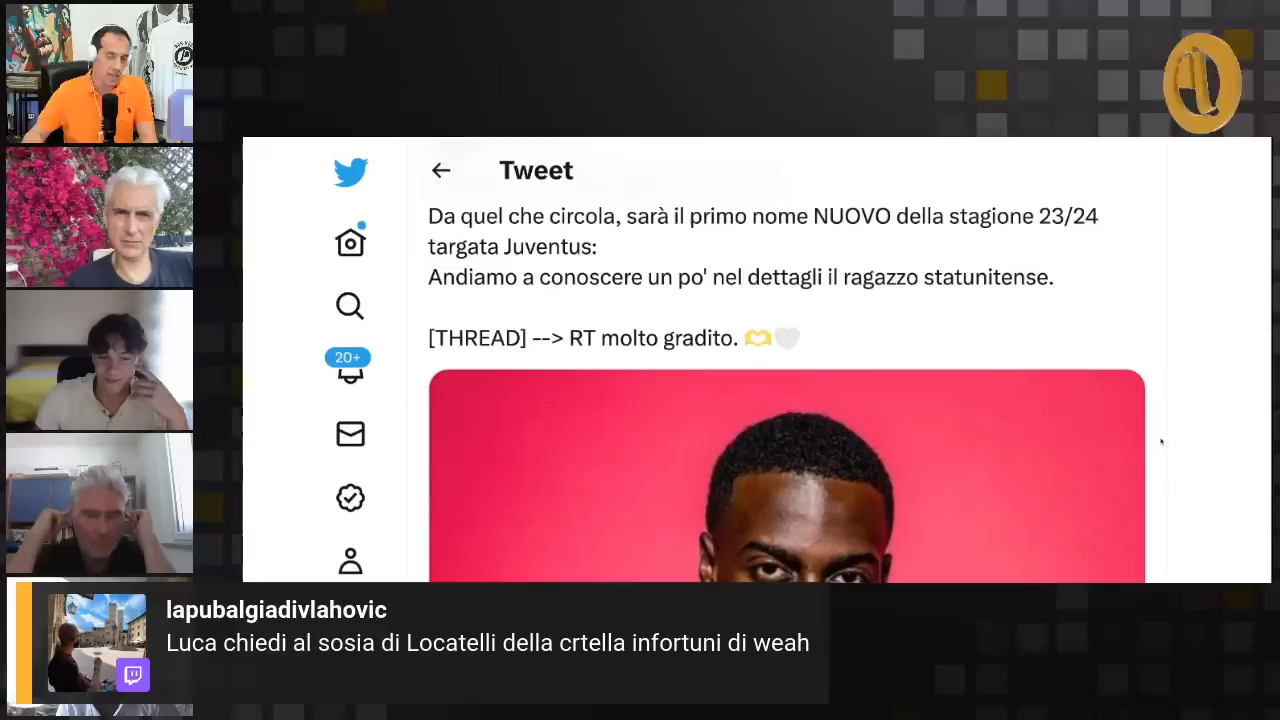 Tweet
Da quel che circola, sarà il primo nome NUOVO della stagione 23/24
targata Juventus:
Andiamo a conoscere un po' nel dettagli il ragazzo statunitense.
[THREAD] --> RT molto gradito. 🫶🤍
20+
lapubalgiadivlahovic
Luca chiedi al sosia di Locatelli della crtella infortuni di weah